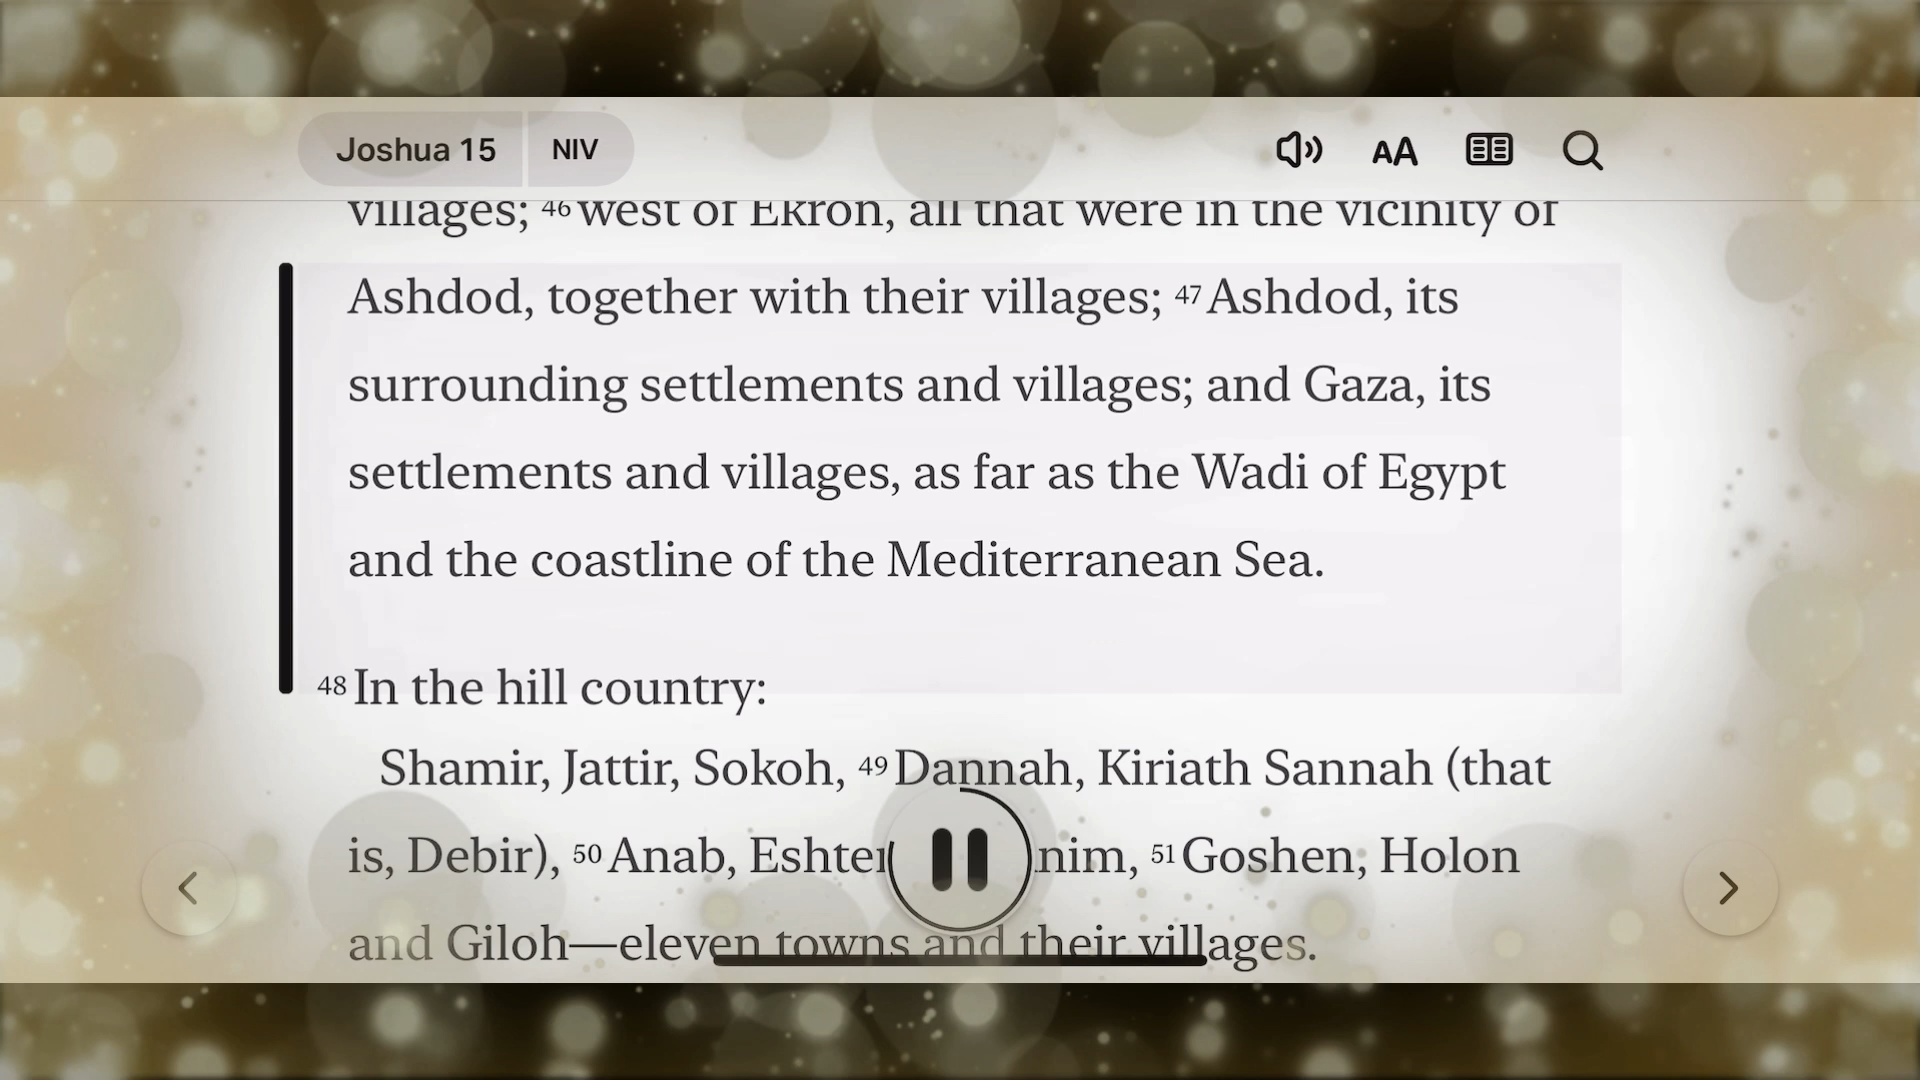 Joshua 15 NIV AA
villages; 46 west of Ekron, all that were in the vicinity of
Ashdod, together with their villages; 47 Ashdod, its
surrounding settlements and villages; and Gaza, its
settlements and villages, as far as the Wadi of Egypt
and the coastline of the Mediterranean Sea.
48 In the hill country:
Shamir, Jattir, Sokoh, 49 Dannah, Kiriath Sannah (that
is, Debir), 50 Anab, 51 Goshen, Holon
and Giloh—eleven towns and their villages.